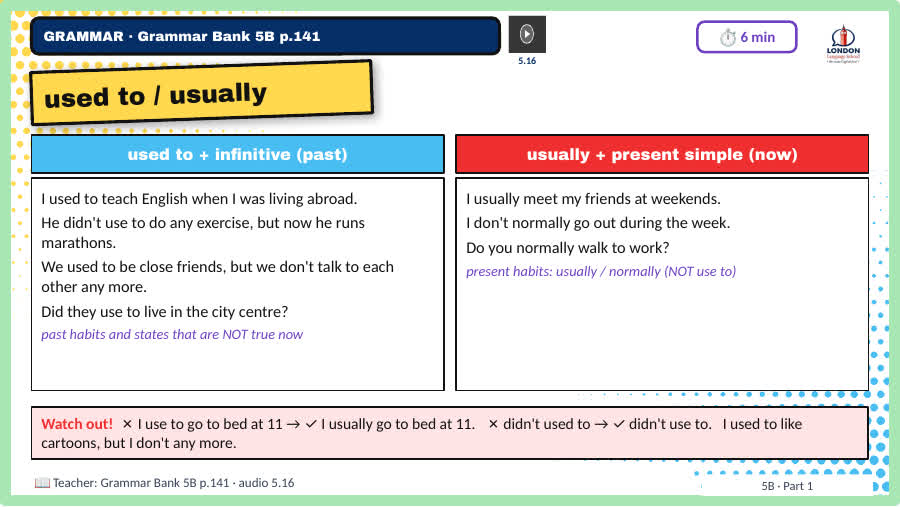 GRAMMAR · Grammar Bank 5B p.141
5.16
6 min
LONDON
Language School
used to / usually
used to + infinitive (past)
usually + present simple (now)
I used to teach English when I was living abroad.
He didn't use to do any exercise, but now he runs
marathons.
We used to be close friends, but we don't talk to each
other any more.
Did they use to live in the city centre?
past habits and states that are NOT true now
I usually meet my friends at weekends.
I don't normally go out during the week.
Do you normally walk to work?
present habits: usually / normally (NOT use to)
Watch out! × I use to go to bed at 11 → ✓ I usually go to bed at 11. × didn't used to → ✓ didn't use to. I used to like
cartoons, but I don't any more.
Teacher: Grammar Bank 5B p.141 · audio 5.16
5B · Part 1